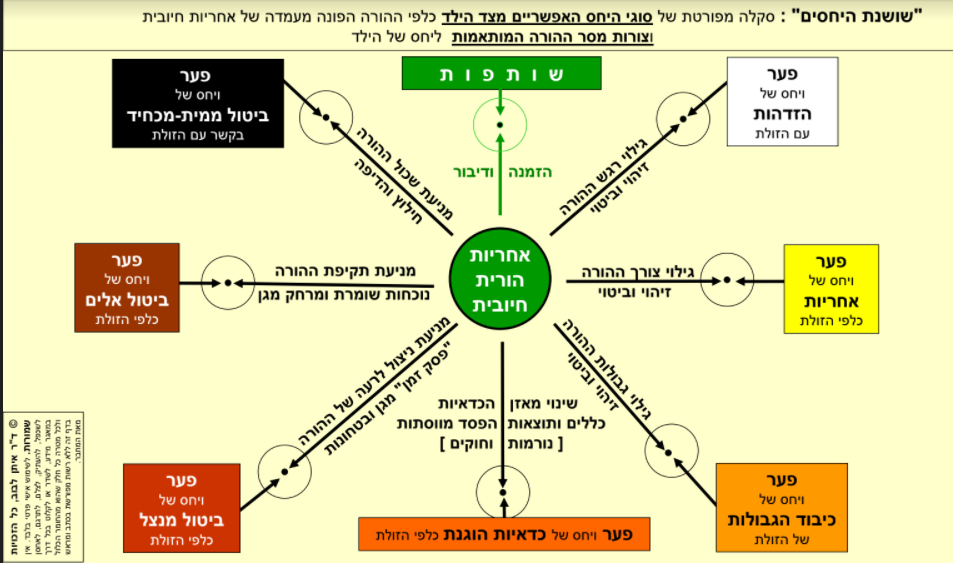 "שושנת היחסים" : סקלה מפורטת של סוגי היחס האפשריים מצד הילד כלפי ההורה הפונה מעמדה של אחריות חיובית
וצורות מסר ההורה המותאמות ליחס של הילד
שותפות
פער
ויחס של
הזדהות
עם הזולת
פער
ויחס של
ביטול ממית-מכחיד
בקשר עם הזולת
הזמנה ודיבור
גילוי רגש ההורה
זיהוי וביטוי
מניעת שכול ההורה
חילוץ והדיפה
אחריות
הורית
חיובית
פער
ויחס של
אחריות
כלפי הזולת
גילוי צורך ההורה
זיהוי וביטוי
מניעת תקיפת ההורה
נוכחות שומרת ומרחק מגן
פער
ויחס של
ביטול אלים
כלפי הזולת
גילוי גבולות ההורה
זיהוי וביטוי
פער
ויחס של
כיבוד הגבולות
של הזולת
שינוי מאזן הכדאיות
כללים ותוצאות הפסד מווסתות
[ נורמות וחוקים ]
פער ויחס של כדאיות הוגנת כלפי הזולת
מניעת ניצול לרעה של ההורה
"פסק זמן" מגן ובטחונות
פער
ויחס של
ביטול מנצל
כלפי הזולת
© ד"ר איתן לבוב, כל הזכויות
שמורות.